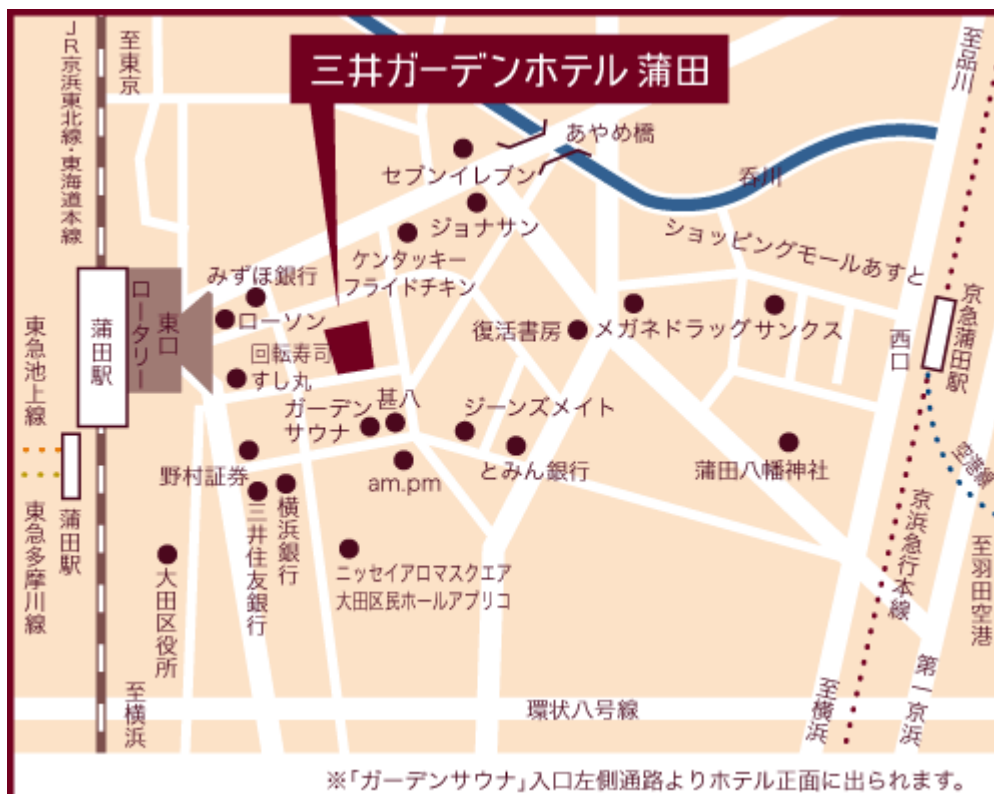 JR京浜東北線・東海道本線
至東京
三井ガーデンホテル 蒲田
至品川
あやめ橋
セブンイレブン
呑川
ジョナサン
ショッピングモールあすと
ケンタッキー
フライドチキン
みずほ銀行
ローソン
東口
ロータリー
蒲田駅
回転寿司
すし丸
復活書房
メガネドラッグ
サンクス
西口
京急蒲田駅
東急池上線
ガーデン
サウナ
甚八
ジーンズメイト
とみん銀行
蒲田八幡神社
野村証券
am.pm
空港線
三井住友銀行
横浜銀行
蒲田駅
東急多摩川線
京浜急行本線
至羽田空港
大田区役所
ニッセイアロマスクエア
大田区民ホールアプリコ
至横浜
環状八号線
至横浜
第一京浜
※「ガーデンサウナ」入口左側通路よりホテル正面に出られます。